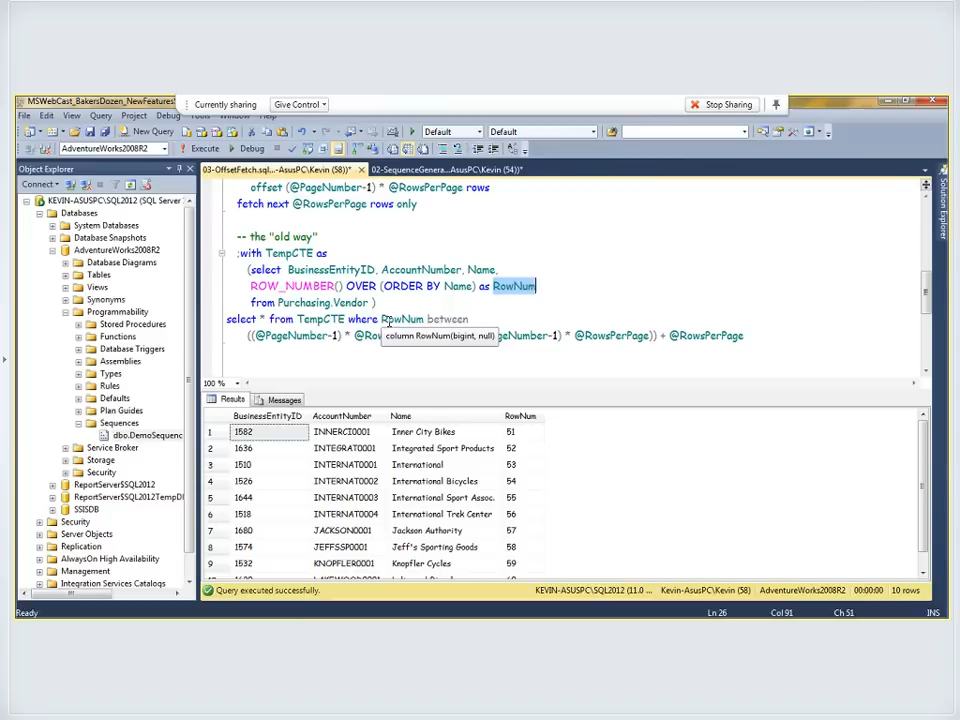 MSWebCast_BakersDozen_NewFeatures
Currently sharing
Give Control
Stop Sharing
File Edit View Query Project Debug Tools Window Help
New Query
Default
Default
AdventureWorks2008R2
Execute
Debug
Object Explorer
Connect
KEVIN-ASUSPC\SQL2012 (SQL Server
Databases
System Databases
Database Snapshots
AdventureWorks2008R2
Database Diagrams
Tables
Views
Synonyms
Programmability
Stored Procedures
Functions
Database Triggers
Assemblies
Types
Rules
Defaults
Plan Guides
Sequences
dbo.DemoSequenc
Service Broker
Storage
Security
ReportServer$SQL2012
ReportServer$SQL2012TempD
SSISDB
Security
Server Objects
Replication
AlwaysOn High Availability
Management
Integration Services Catalogs
03-OffsetFetch.sql...-AsusPC\Kevin (58))*
02-SequenceGenera...-AsusPC\Kevin (54))*
offset (@PageNumber-1) * @RowsPerPage rows
fetch next @RowsPerPage rows only
-- the "old way"
;with TempCTE as
(select BusinessEntityID, AccountNumber, Name,
ROW_NUMBER() OVER (ORDER BY Name) as RowNum
from Purchasing.Vendor )
select * from TempCTE where RowNum between
((@PageNumber-1) * @Row
column RowNum(bigint, null)
geNumber-1) * @RowsPerPage)) + @RowsPerPage
100 %
Results
Messages
BusinessEntityID AccountNumber Name RowNum
1 1582 INNERCI0001 Inner City Bikes 51
2 1636 INTEGRAT0001 Integrated Sport Products 52
3 1510 INTERNAT0001 International 53
4 1526 INTERNAT0002 International Bicycles 54
5 1644 INTERNAT0003 International Sport Assoc. 55
6 1518 INTERNAT0004 International Trek Center 56
7 1680 JACKSON0001 Jackson Authority 57
8 1574 JEFFSSP0001 Jeff's Sporting Goods 58
9 1532 KNOPFLER0001 Knopfler Cycles 59
Query executed successfully.
KEVIN-ASUSPC\SQL2012 (11.0 ...
Kevin-AsusPC\Kevin (58)
AdventureWorks2008R2
00:00:00
10 rows
Ready
Ln 26
Col 91
Ch 51
INS
Solution Explorer